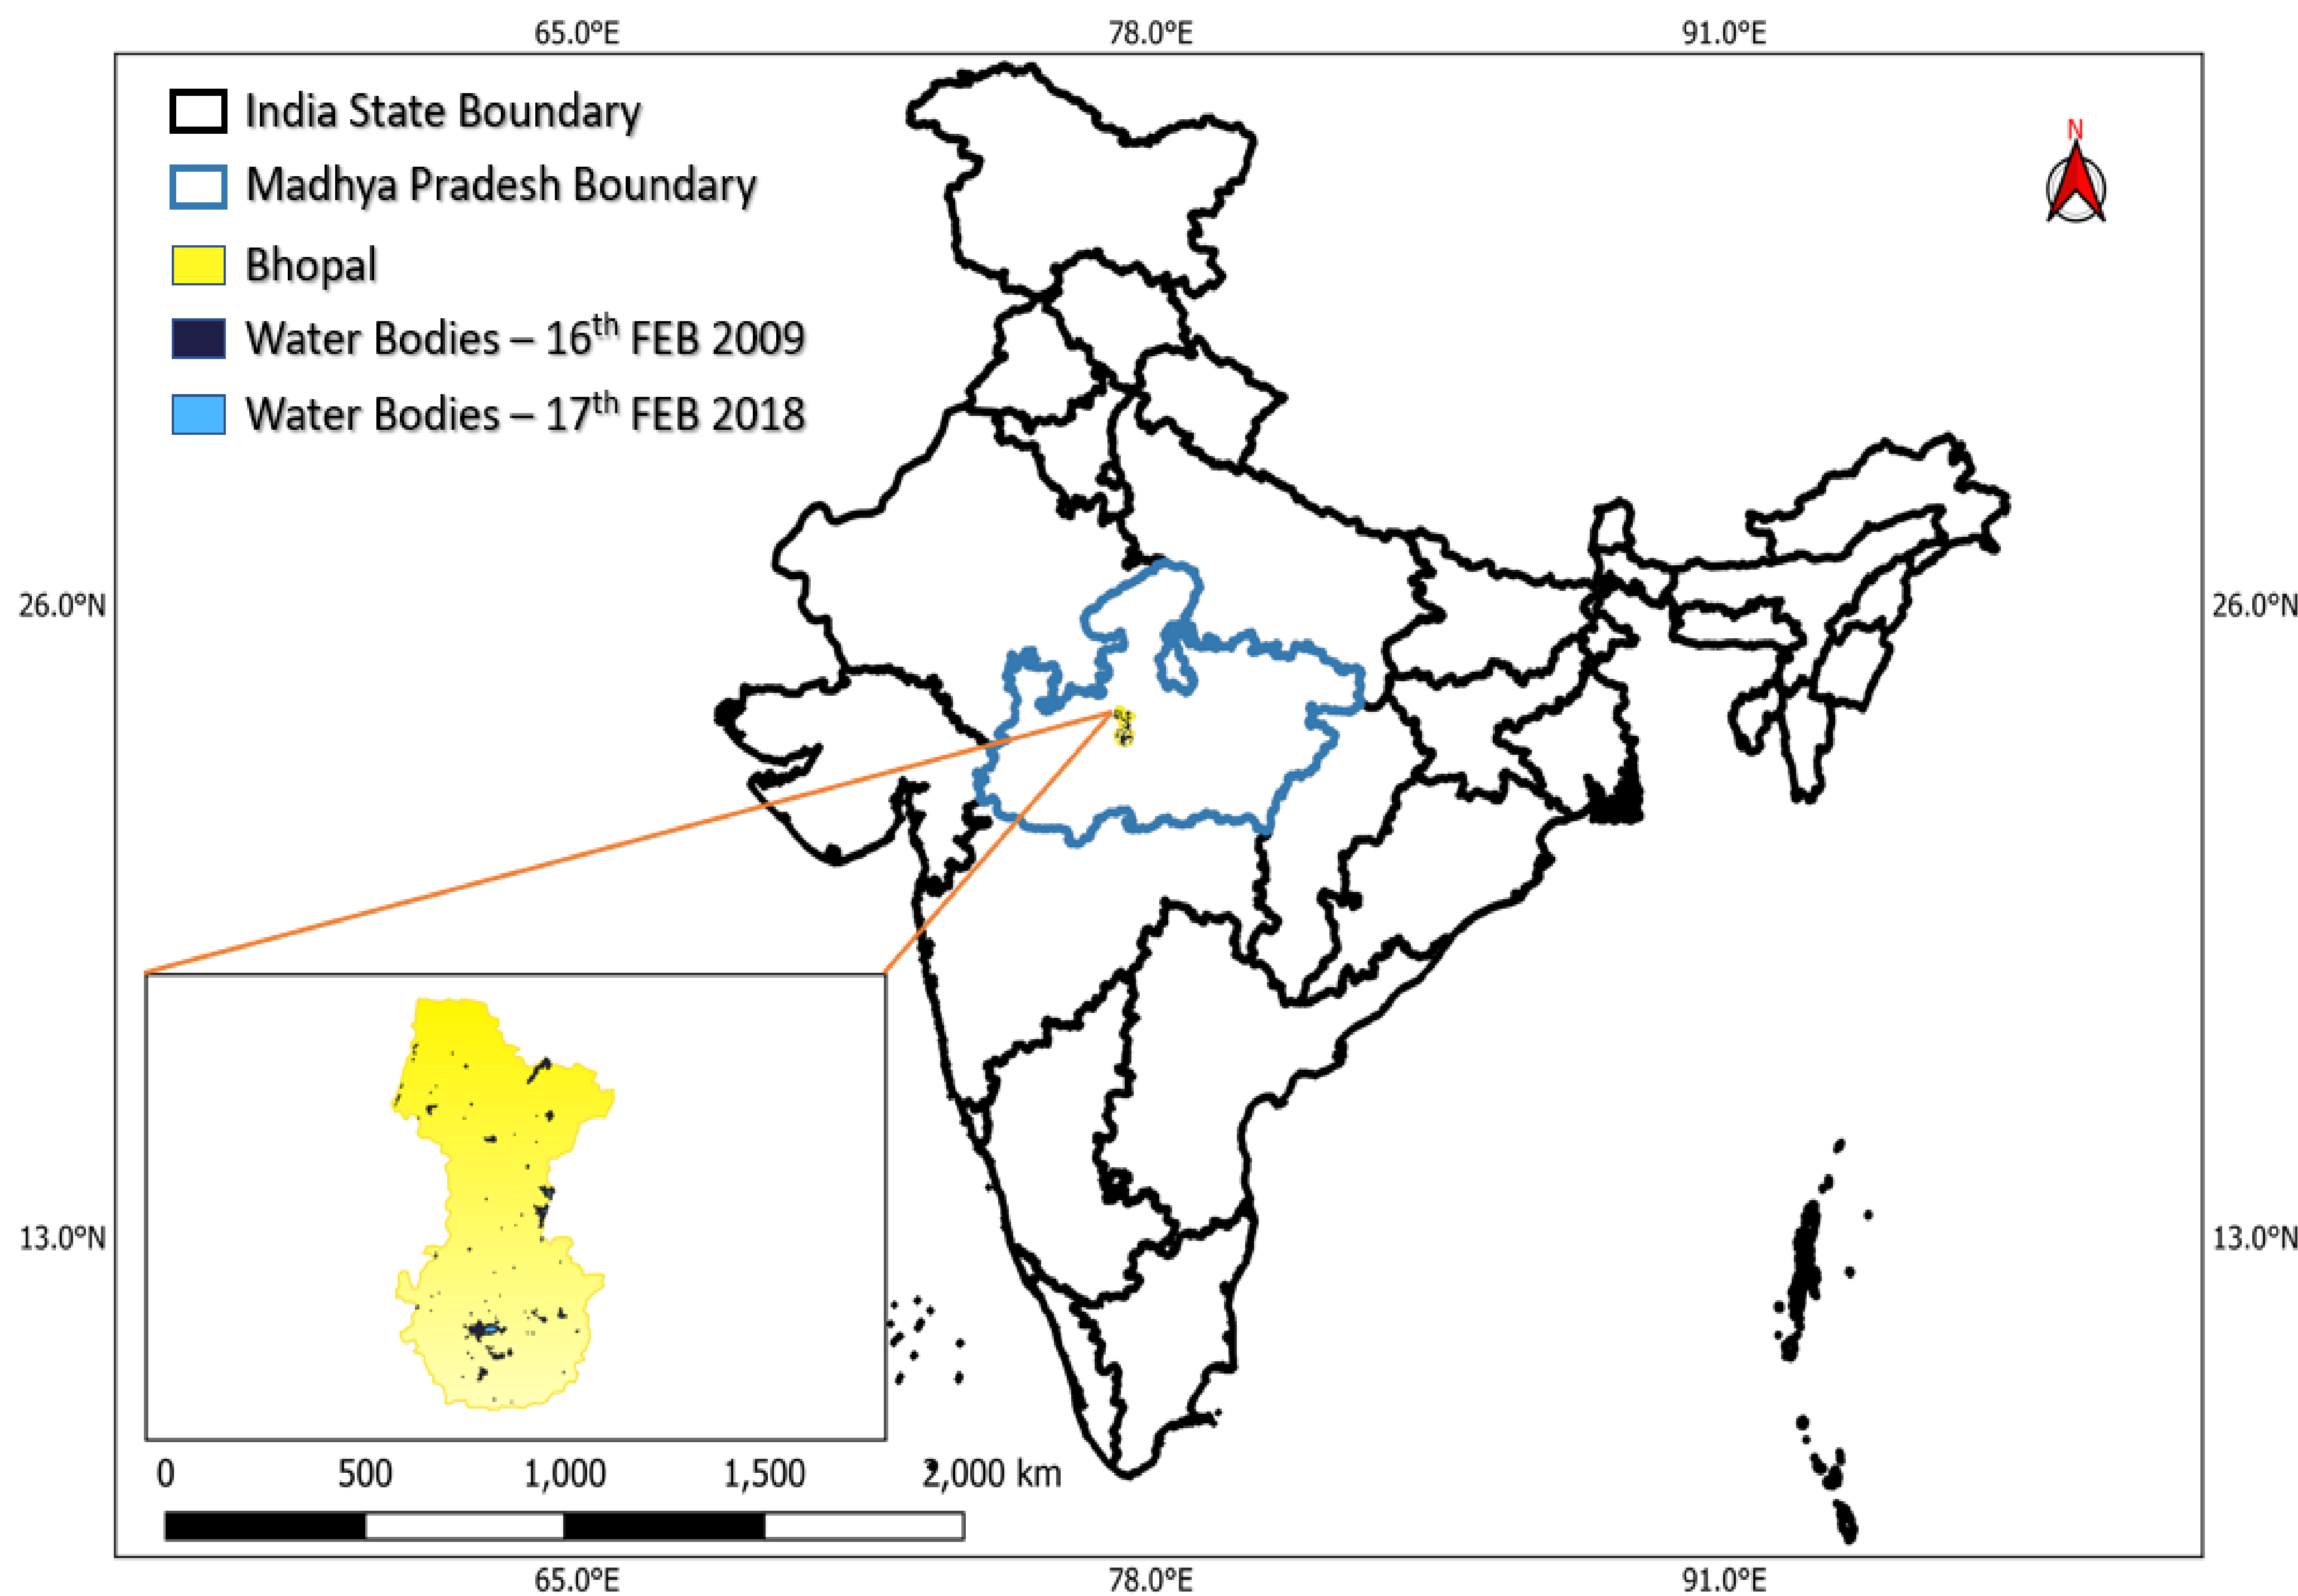 65.0°E 78.0°E 91.0°E
India State Boundary
N
Madhya Pradesh Boundary
Bhopal
Water Bodies – 16th FEB 2009
Water Bodies – 17th FEB 2018
26.0°N 26.0°N
13.0°N 13.0°N
0 500 1,000 1,500 2,000 km
65.0°E 78.0°E 91.0°E